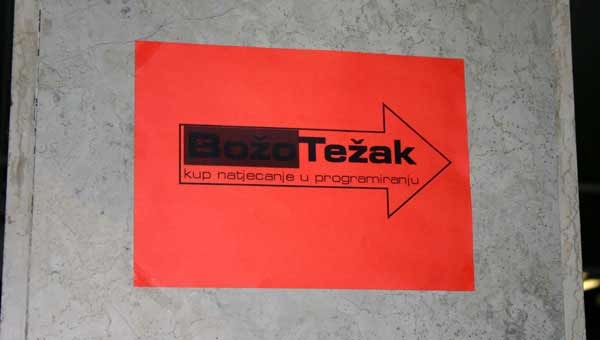 BožoTežak
kup natjecanje u programiranju